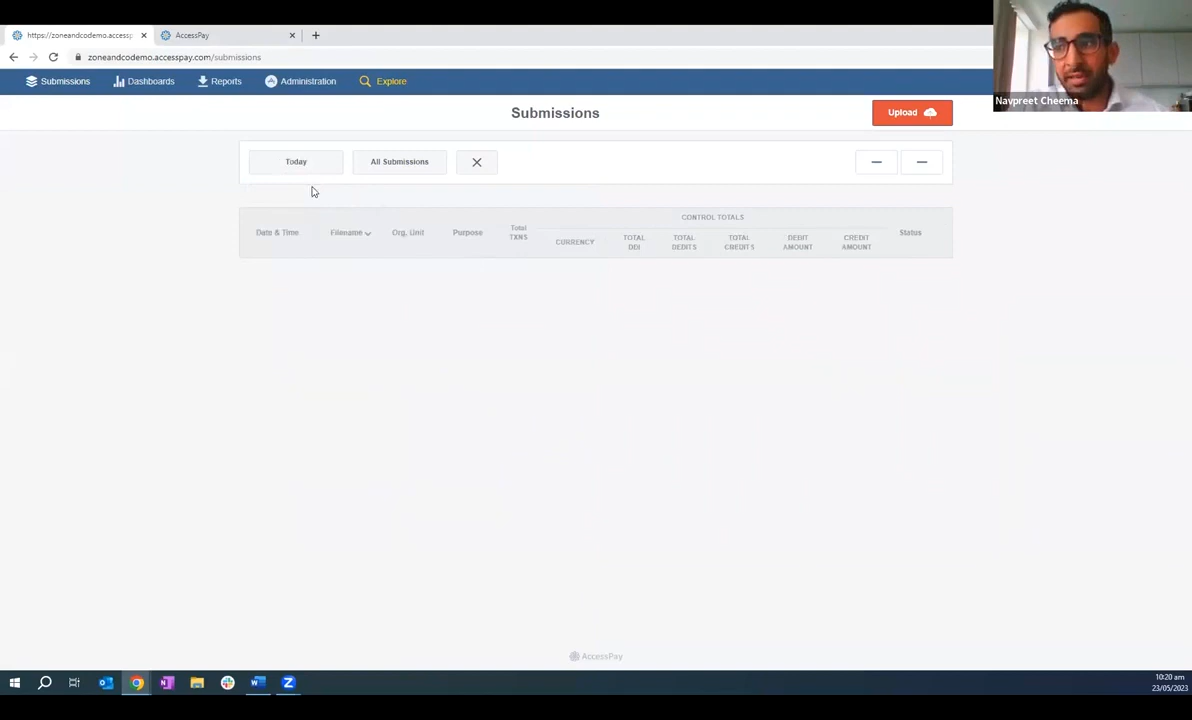 https://zoneandcodemo.accessp
AccessPay
zoneandcodemo.accesspay.com/submissions
Submissions
Dashboards
Reports
Administration
Explore
Navpreet Cheema
Submissions
Upload
Today
All Submissions
CONTROL TOTALS
Date & Time
Filename
Org. Unit
Purpose
Total
TXNS
CURRENCY
TOTAL
DDI
TOTAL
DEBITS
TOTAL
CREDITS
DEBIT
AMOUNT
CREDIT
AMOUNT
Status
AccessPay
10:20 am
23/05/2023